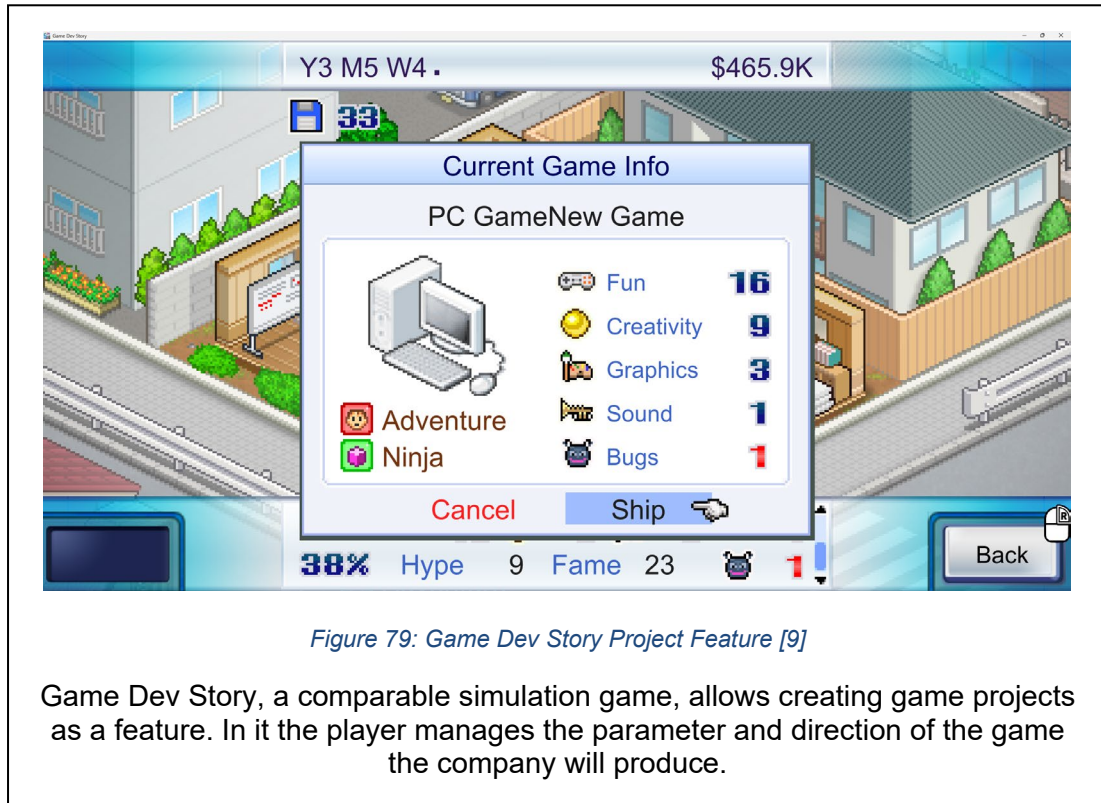 Game Dev Story
Y3 M5 W4. $465.9K
33
Current Game Info
PC GameNew Game
Fun 16
Creativity 9
Graphics 3
Adventure Sound 1
Ninja Bugs 1
Cancel Ship
38% Hype 9 Fame 23 1
R
Back
Figure 79: Game Dev Story Project Feature [9]
Game Dev Story, a comparable simulation game, allows creating game projects
as a feature. In it the player manages the parameter and direction of the game
the company will produce.